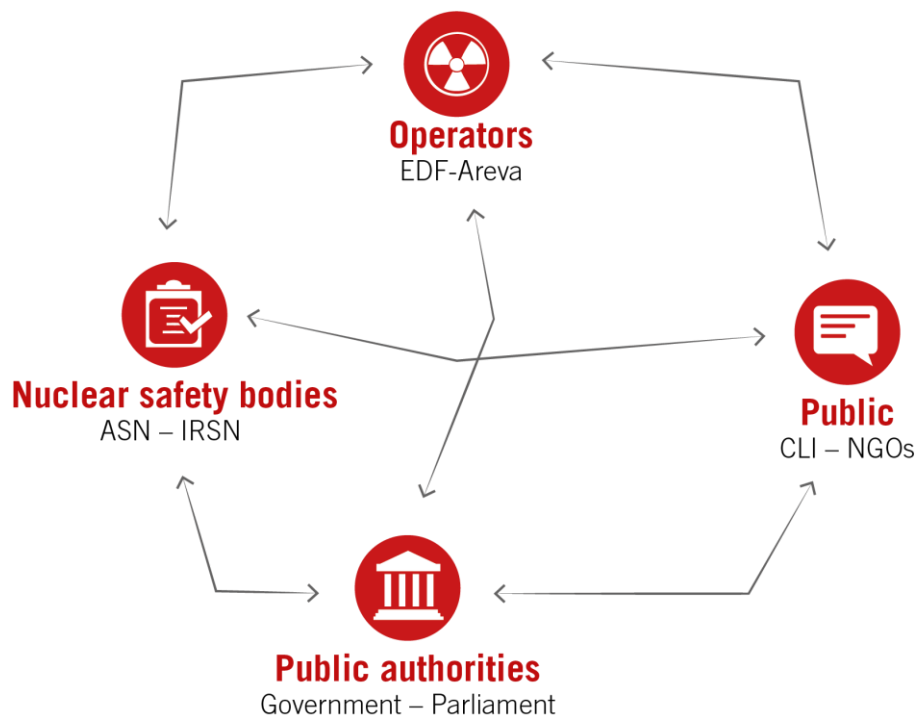 Operators
EDF-Areva
Nuclear safety bodies
ASN – IRSN
Public
CLI – NGOs
Public authorities
Government – Parliament